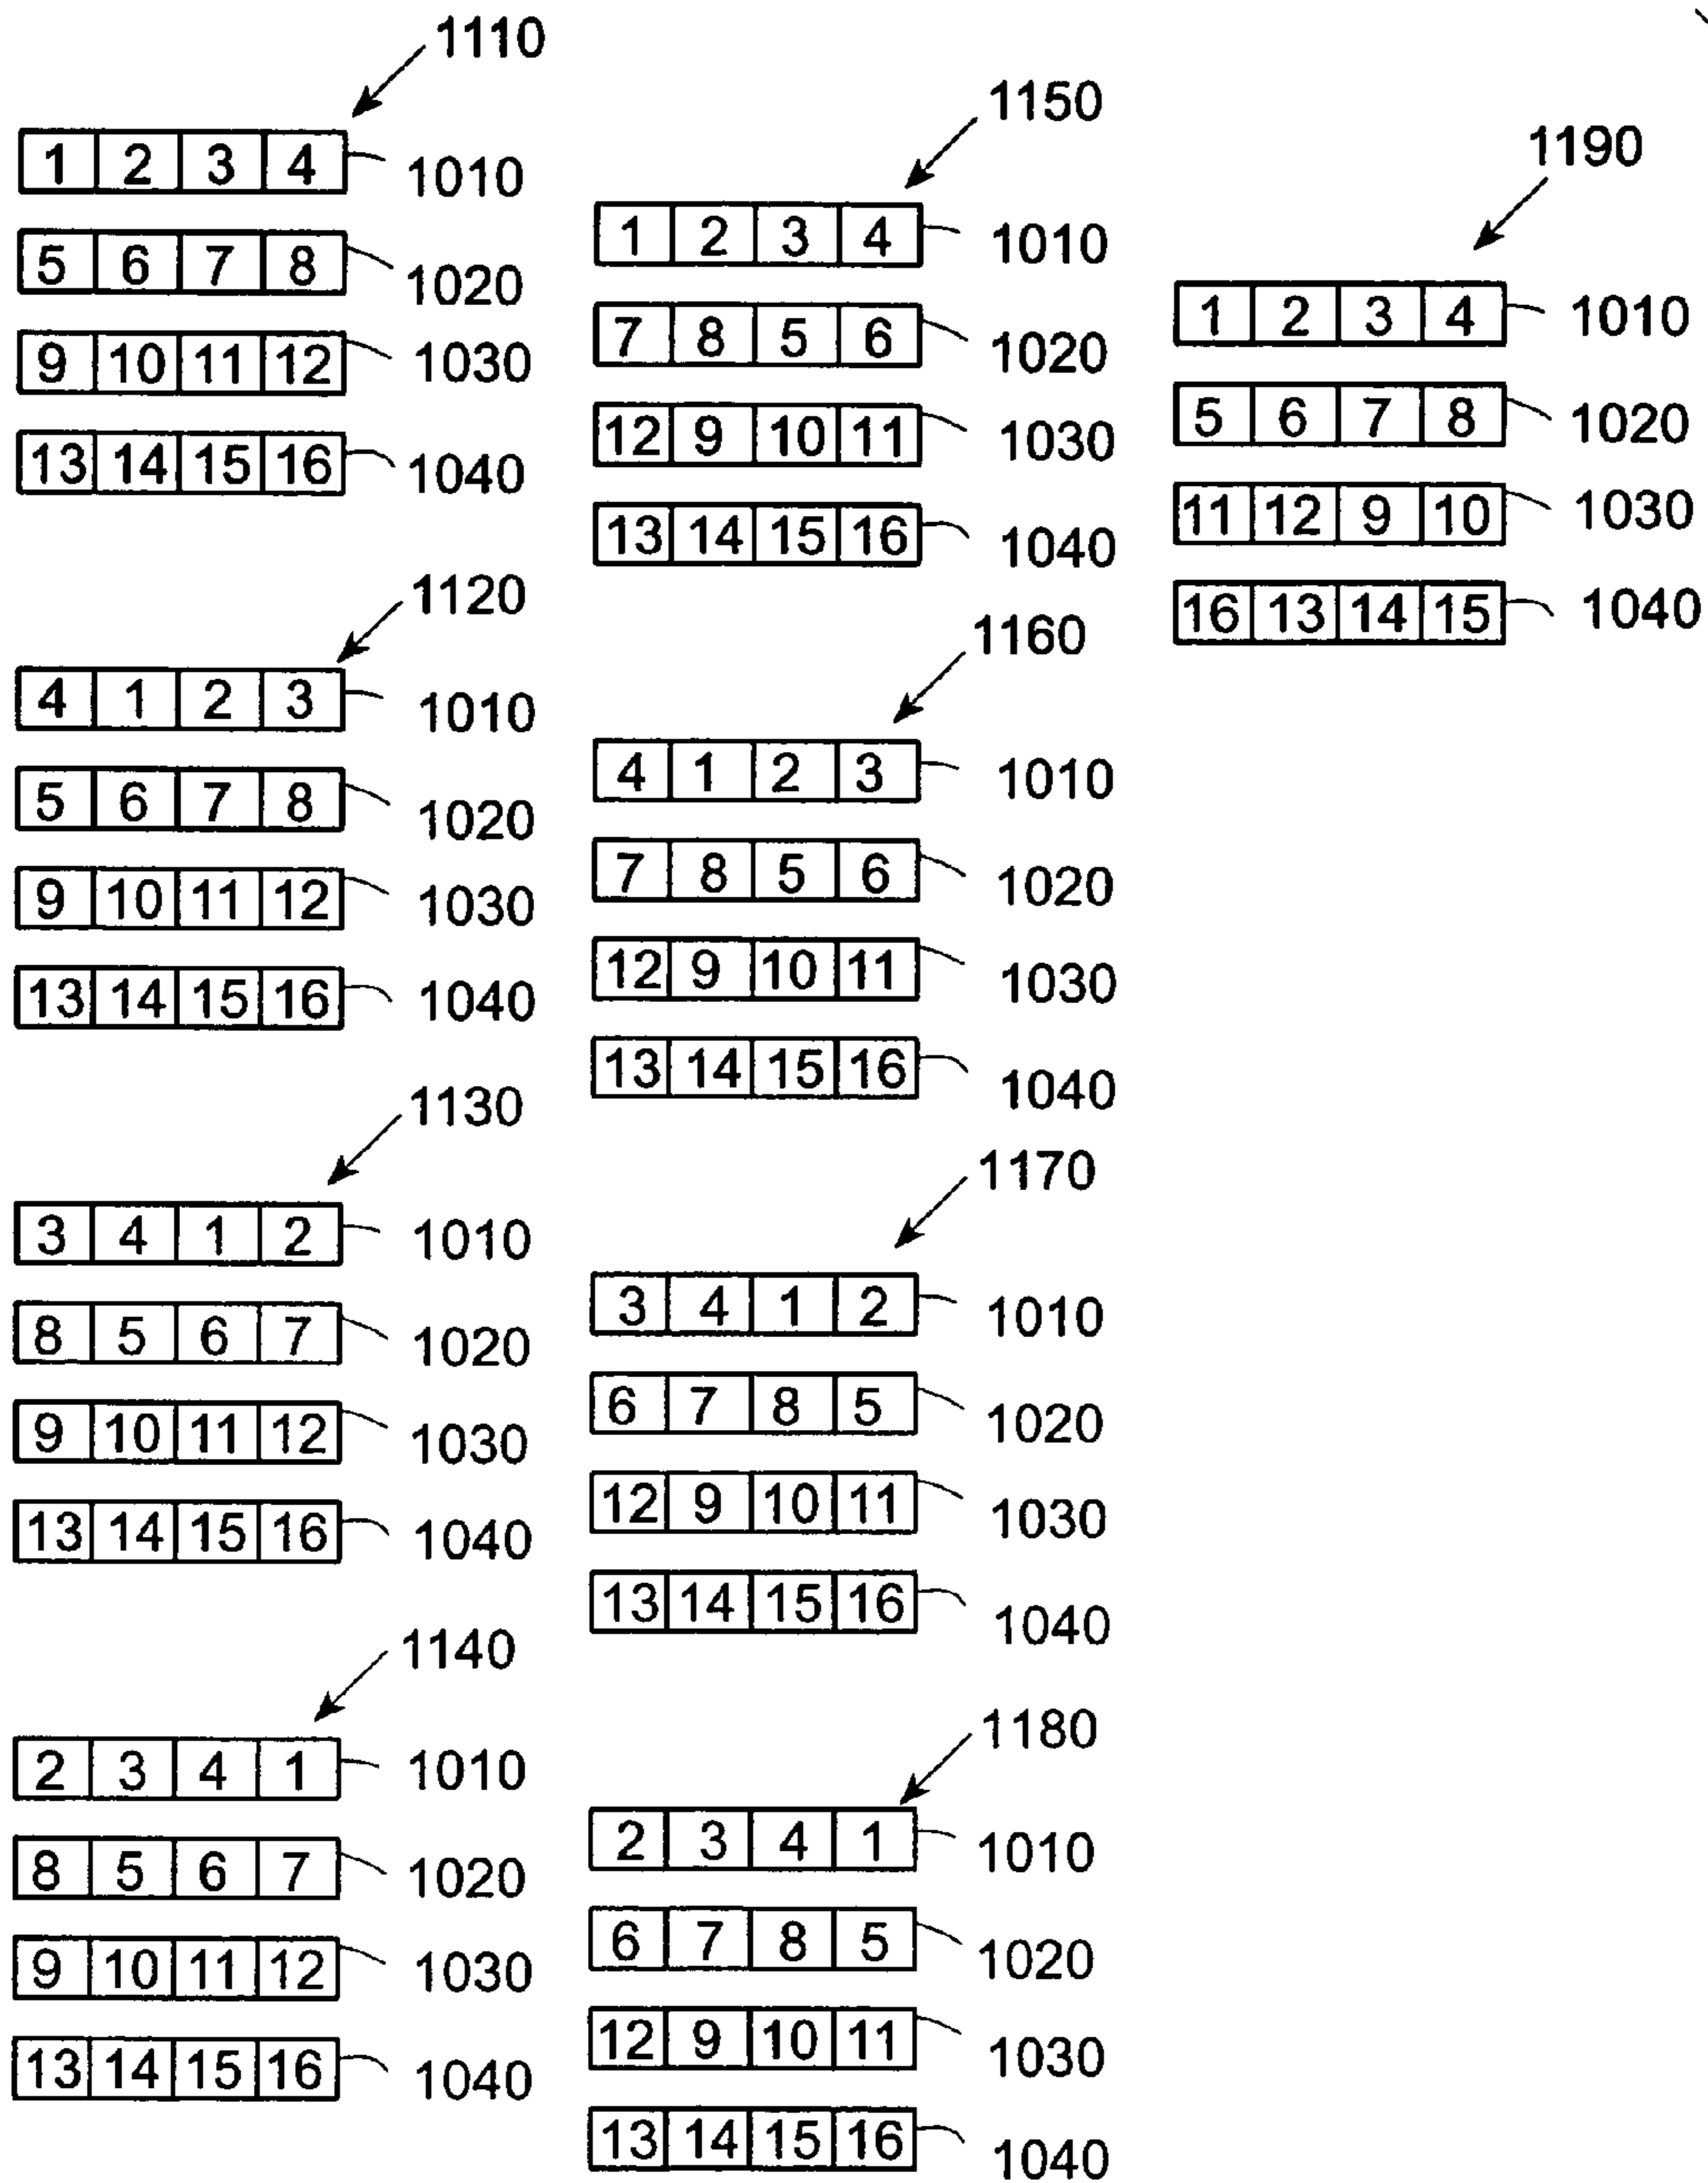 1110
1 2 3 4 1010
5 6 7 8 1020
9 10 11 12 1030
13 14 15 16 1040
1120
4 1 2 3 1010
5 6 7 8 1020
9 10 11 12 1030
13 14 15 16 1040
1130
3 4 1 2 1010
8 5 6 7 1020
9 10 11 12 1030
13 14 15 16 1040
1140
2 3 4 1 1010
8 5 6 7 1020
9 10 11 12 1030
13 14 15 16 1040
1150
1 2 3 4 1010
7 8 5 6 1020
12 9 10 11 1030
13 14 15 16 1040
1160
4 1 2 3 1010
7 8 5 6 1020
12 9 10 11 1030
13 14 15 16 1040
1170
3 4 1 2 1010
6 7 8 5 1020
12 9 10 11 1030
13 14 15 16 1040
1180
2 3 4 1 1010
6 7 8 5 1020
12 9 10 11 1030
13 14 15 16 1040
1190
1 2 3 4 1010
5 6 7 8 1020
11 12 9 10 1030
16 13 14 15 1040